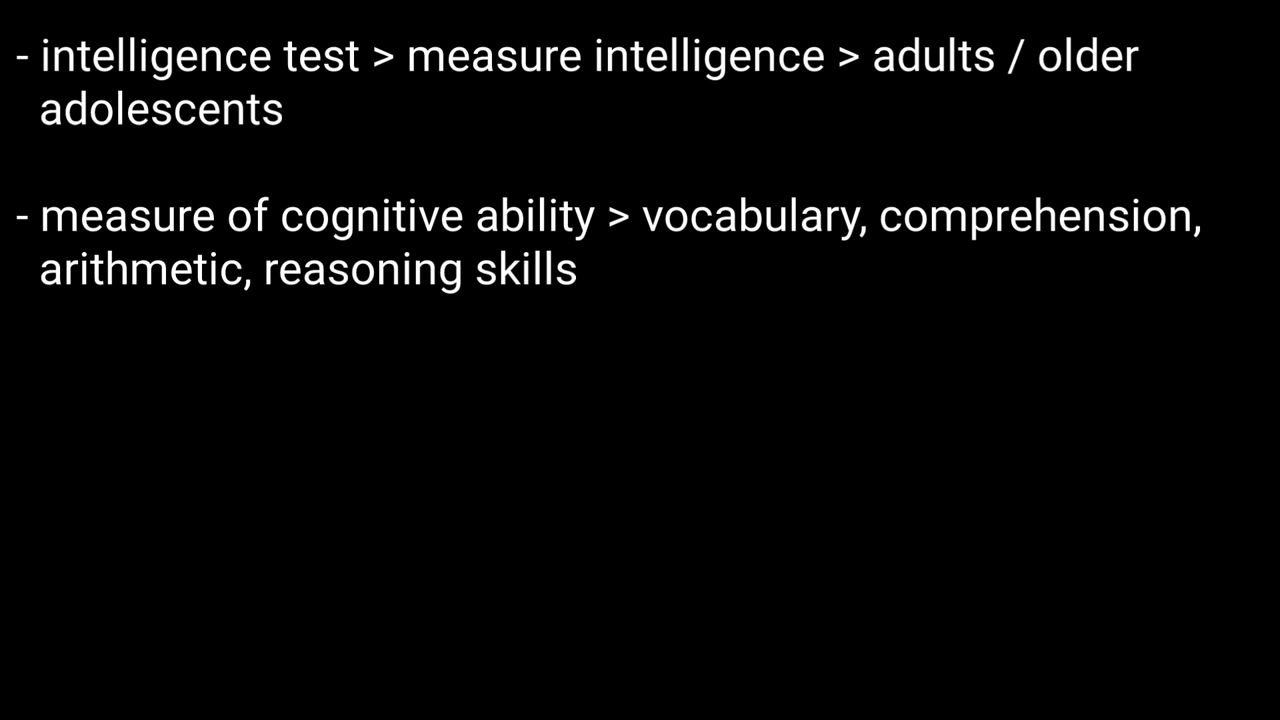 - intelligence test > measure intelligence > adults / older
adolescents
- measure of cognitive ability > vocabulary, comprehension,
arithmetic, reasoning skills